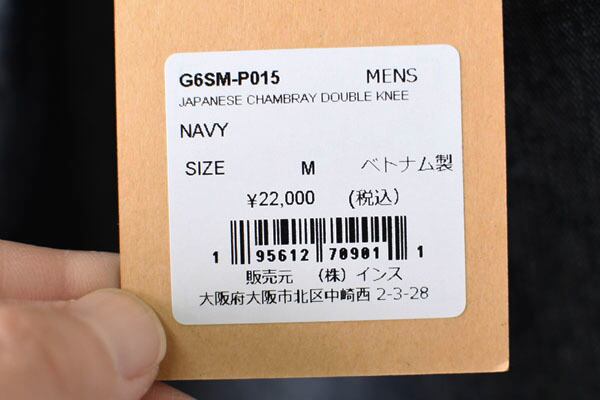 G6SM-P015 MENS
JAPANESE CHAMBRAY DOUBLE KNEE
NAVY
SIZE M ベトナム製
¥22,000 (税込)
1 95612 70901 1
販売元 (株)インス
大阪府大阪市北区中崎西 2-3-28